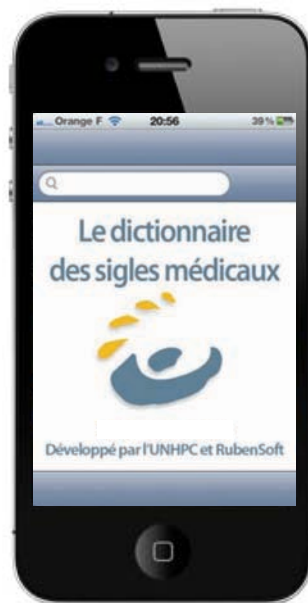 Orange F 20:56 39 %
Le dictionnaire
des sigles médicaux
Développé par l'UNHPC et RubenSoft